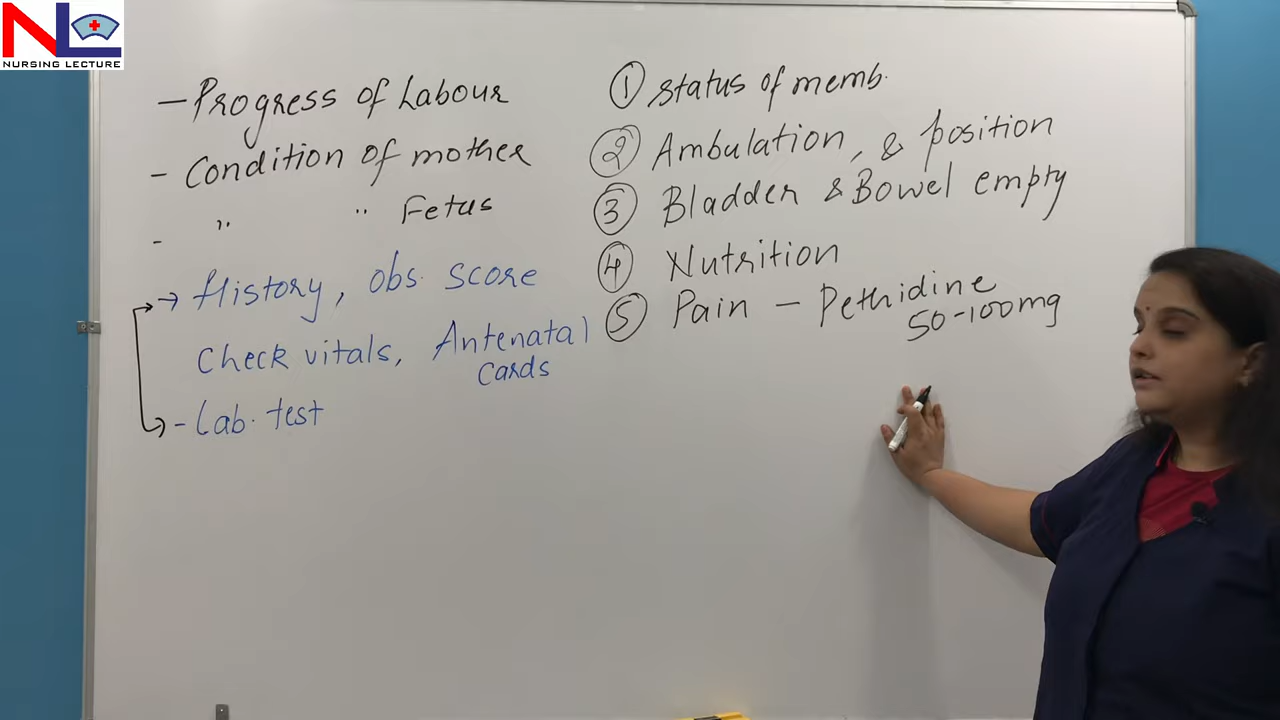 NL
NURSING LECTURE
- Progress of Labour
- Condition of mother
- " " Fetus
→ History, obs. score
Check vitals, Antenatal
cards
- Lab. test
① status of memb.
② Ambulation, & position
③ Bladder & Bowel empty
④ Nutrition
⑤ Pain - Pethidine
50-100mg